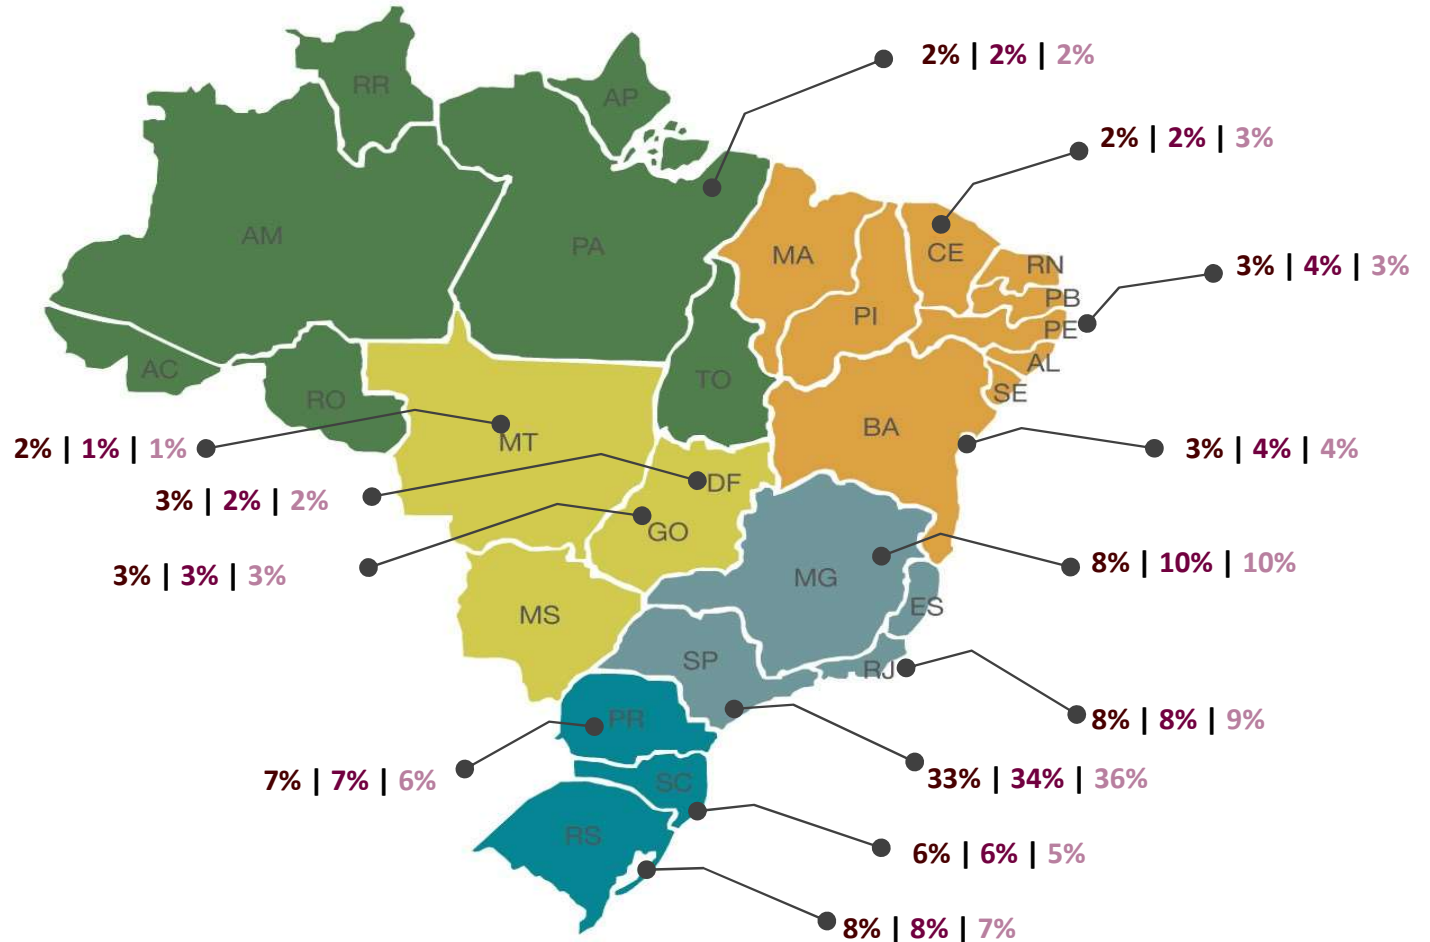 2% | 2% | 2%
RR
AP
2% | 2% | 3%
AM
PA
MA
CE
RN
3% | 4% | 3%
PB
PI
PE
AL
AC
TO
SE
RO
BA
MT
2% | 1% | 1%
3% | 4% | 4%
DF
3% | 2% | 2%
GO
8% | 10% | 10%
3% | 3% | 3%
MG
ES
MS
SP
RJ
PR
8% | 8% | 9%
7% | 7% | 6%
33% | 34% | 36%
SC
RS
6% | 6% | 5%
8% | 8% | 7%